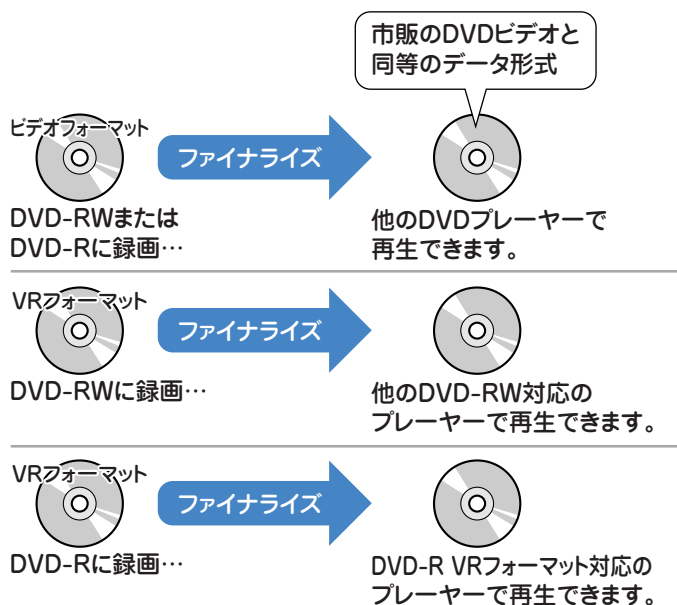 市販のDVDビデオと
同等のデータ形式
ビデオフォーマット
ファイナライズ
DVD-RWまたは
DVD-Rに録画…
他のDVDプレーヤーで
再生できます。
VRフォーマット
ファイナライズ
DVD-RWに録画…
他のDVD-RW対応の
プレーヤーで再生できます。
VRフォーマット
ファイナライズ
DVD-Rに録画…
DVD-R VRフォーマット対応の
プレーヤーで再生できます。